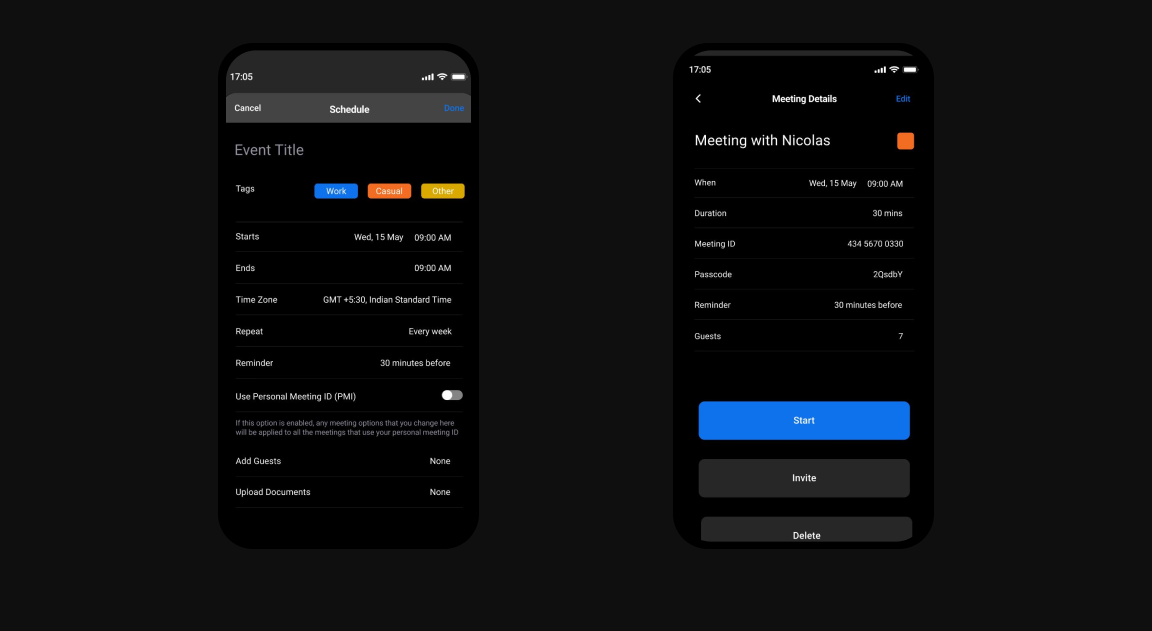 17:05
Cancel Schedule Done
Event Title
Tags Work Casual Other
Starts Wed, 15 May 09:00 AM
Ends 09:00 AM
Time Zone GMT +5:30, Indian Standard Time
Repeat Every week
Reminder 30 minutes before
Use Personal Meeting ID (PMI)
If this option is enabled, any meeting options that you change here
will be applied to all the meetings that use your personal meeting ID
Add Guests None
Upload Documents None
17:05
Meeting Details Edit
Meeting with Nicolas
When Wed, 15 May 09:00 AM
Duration 30 mins
Meeting ID 434 5670 0330
Passcode 2QsdbY
Reminder 30 minutes before
Guests 7
Start
Invite
Delete